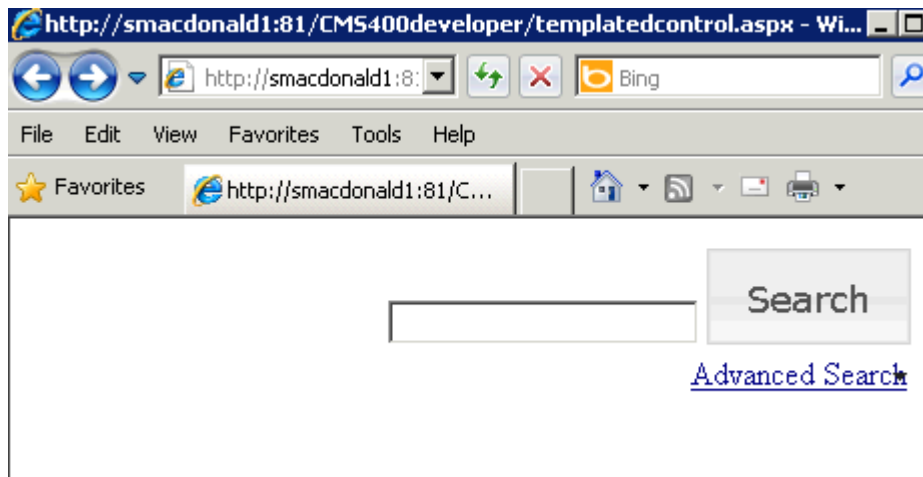 http://smacdonald1:81/CMS400developer/templatedcontrol.aspx - Wi...
http://smacdonald1:8
Bing
File Edit View Favorites Tools Help
Favorites
http://smacdonald1:81/C...
Search
Advanced Search